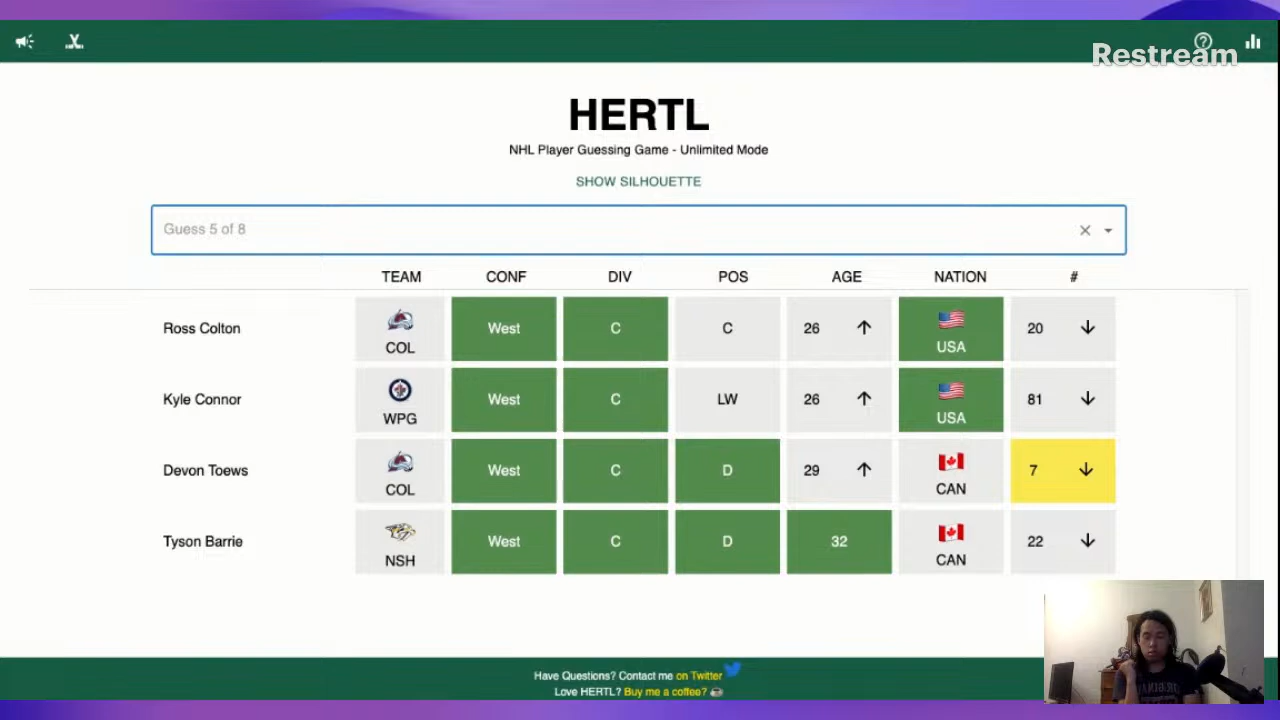 Restream
HERTL
NHL Player Guessing Game - Unlimited Mode
SHOW SILHOUETTE
Guess 5 of 8
TEAM CONF DIV POS AGE NATION #
Ross Colton COL West C C 26 USA 20
Kyle Connor WPG West C LW 26 USA 81
Devon Toews COL West C D 29 CAN 7
Tyson Barrie NSH West C D 32 CAN 22
Have Questions? Contact me on Twitter
Love HERTL? Buy me a coffee?